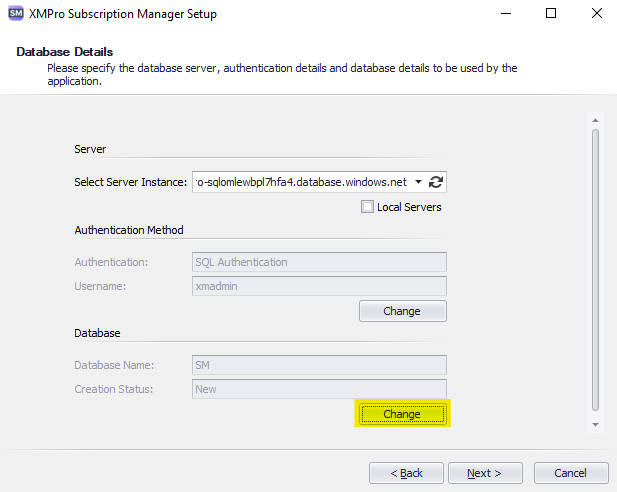 SM XMPro Subscription Manager Setup
Database Details
Please specify the database server, authentication details and database details to be used by the
application.
Server
Select Server Instance: o-sqlomlewbpl7hfa4.database.windows.net
Local Servers
Authentication Method
Authentication: SQL Authentication
Username: xmadmin
Change
Database
Database Name: SM
Creation Status: New
Change
< Back Next > Cancel